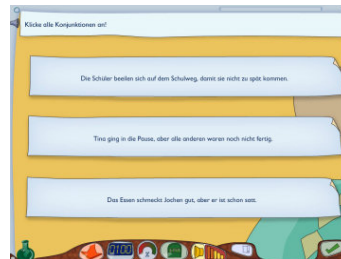 Klicke alle Konjunktionen an!
Die Schüler beeilen sich auf dem Schulweg, damit sie nicht zu spät kommen.
Tina ging in die Pause, aber alle anderen waren noch nicht fertig.
Das Essen schmeckt Jochen gut, aber er ist schon satt.
01:00